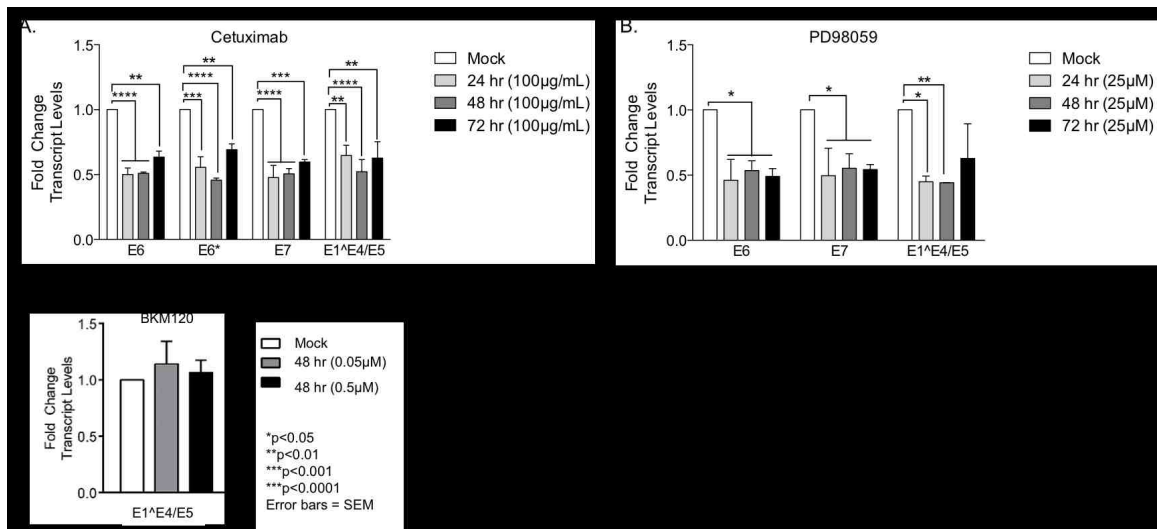 A.
Cetuximab
Fold Change
Transcript Levels
1.5
1.0
0.5
0.0
** **** 
**** *** **
*** ****
** **** **
E6 E6* E7 E1^E4/E5
Mock
24 hr (100µg/mL)
48 hr (100µg/mL)
72 hr (100µg/mL)
B.
PD98059
Fold Change
Transcript Levels
1.5
1.0
0.5
0.0
*
*
**
*
E6 E7 E1^E4/E5
Mock
24 hr (25µM)
48 hr (25µM)
72 hr (25µM)
BKM120
Fold Change
Transcript Levels
1.5
1.0
0.5
0.0
E1^E4/E5
Mock
48 hr (0.05µM)
48 hr (0.5µM)
*p<0.05
**p<0.01
***p<0.001
***p<0.0001
Error bars = SEM